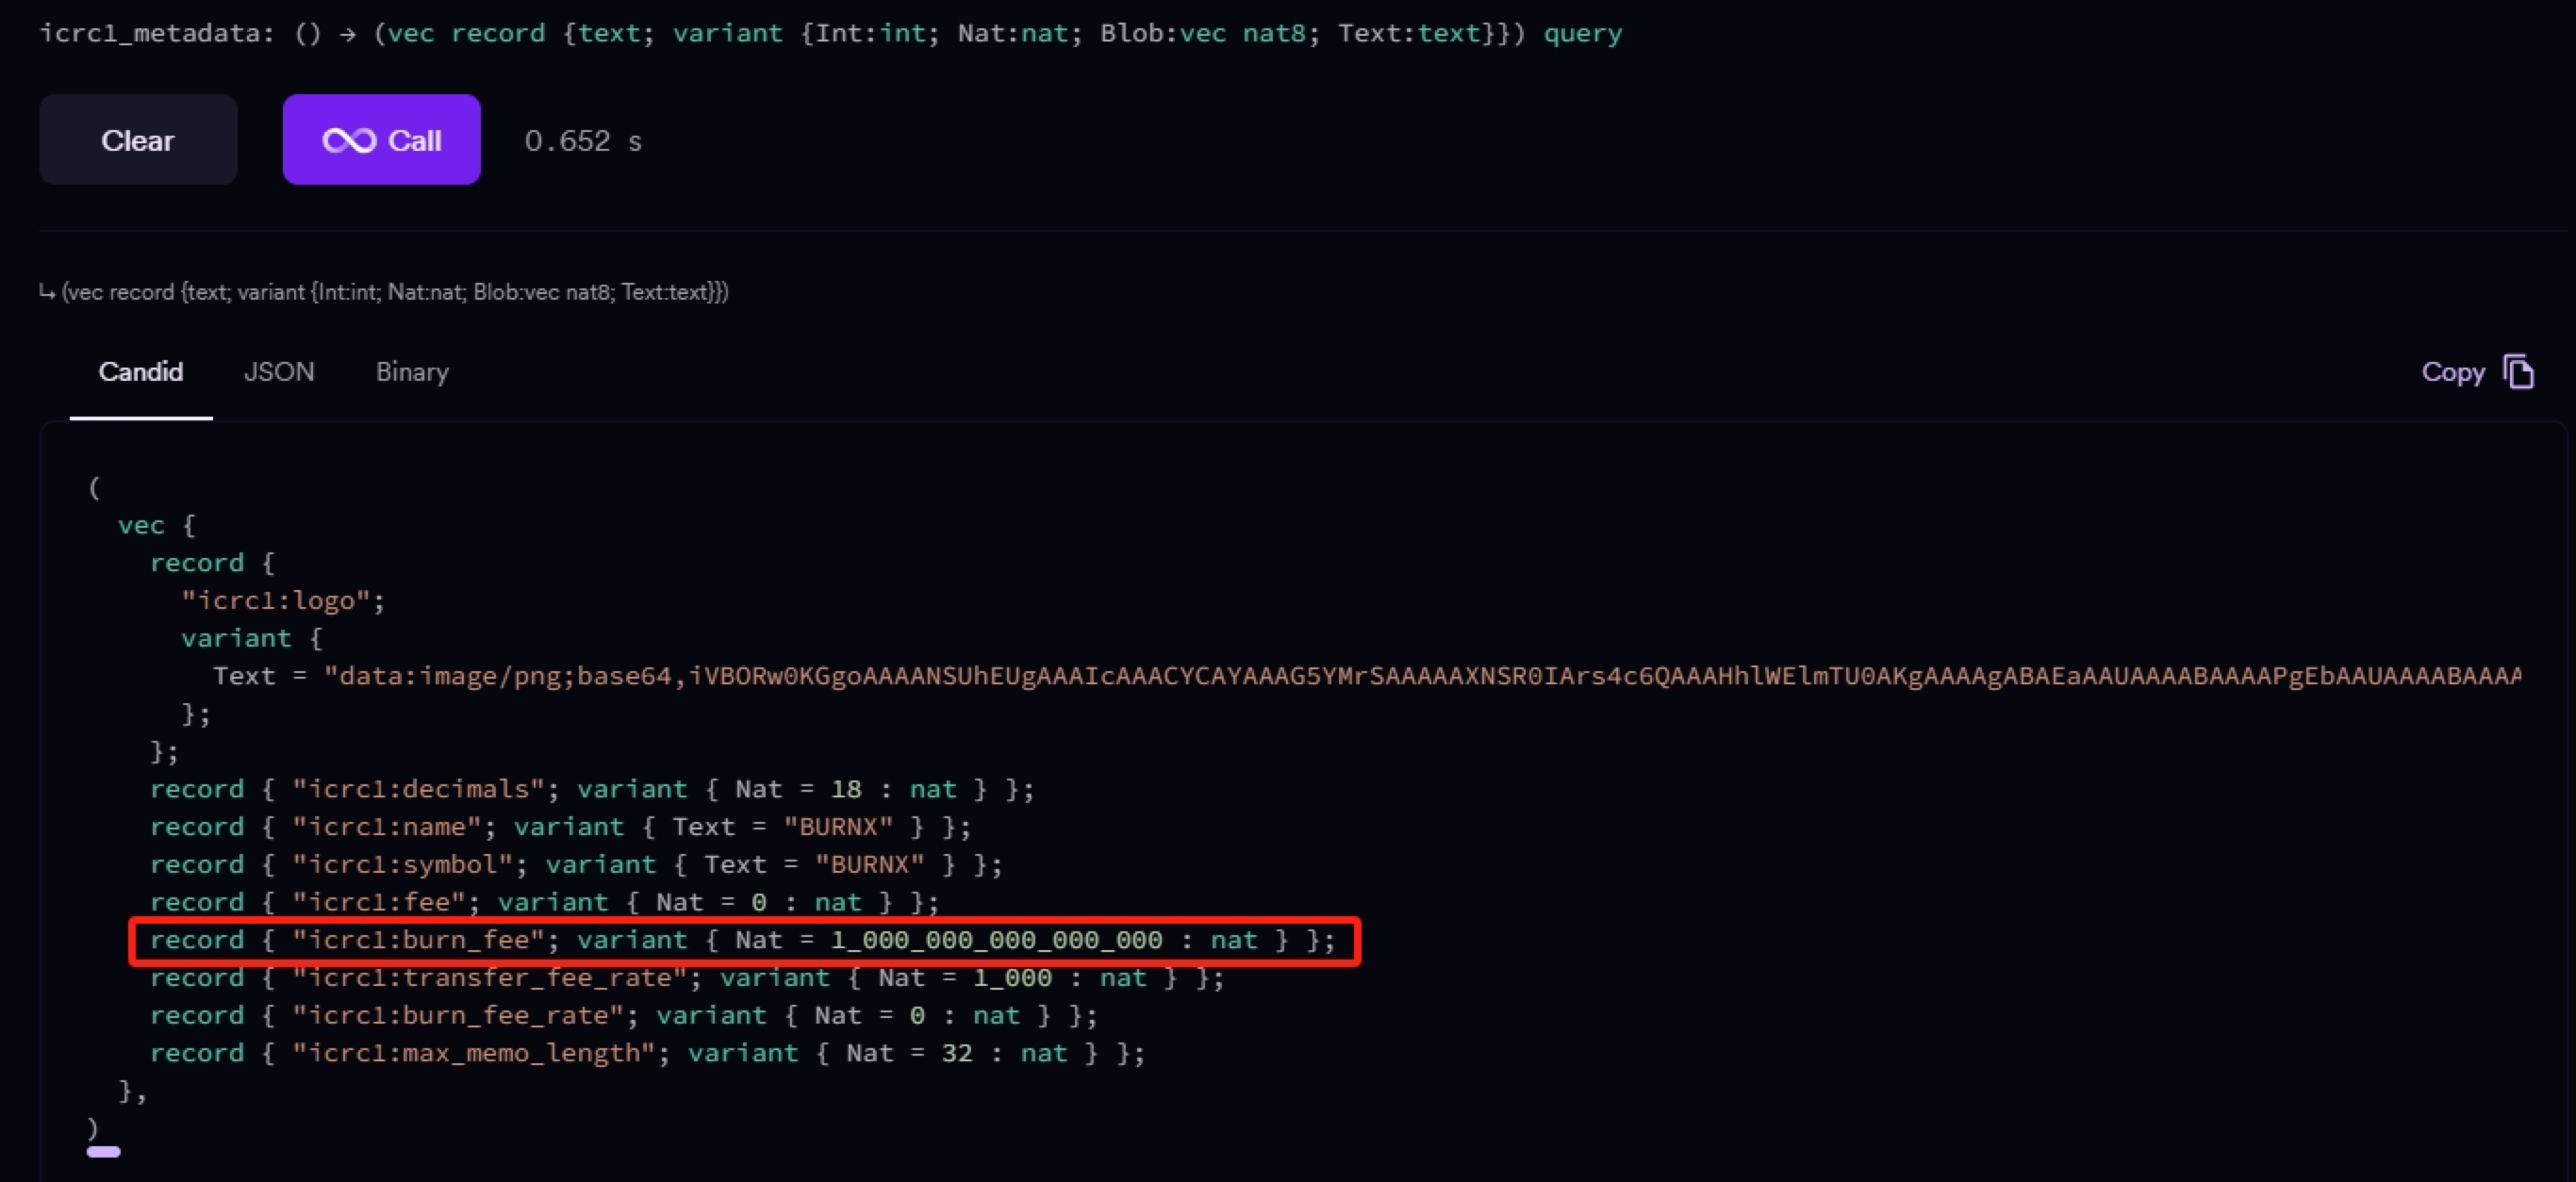 icrc1_metadata: () → (vec record {text; variant {Int:int; Nat:nat; Blob:vec nat8; Text:text}}) query
Clear
Call
0.652 s
↳ (vec record {text; variant {Int:int; Nat:nat; Blob:vec nat8; Text:text}})
Candid JSON Binary
Copy
(
vec {
record {
"icrc1:logo";
variant {
Text = "data:image/png;base64,iVBORw0KGgoAAAANSUhEUgAAAIcAAACYCAYAAAG5YMrSAAAAAXNSR0IArs4c6QAAAHhlWElmTU0AKgAAAAgABAEaAAUAAAABAAAAPgEbAAUAAAABAAAA
};
};
record { "icrc1:decimals"; variant { Nat = 18 : nat } };
record { "icrc1:name"; variant { Text = "BURNX" } };
record { "icrc1:symbol"; variant { Text = "BURNX" } };
record { "icrc1:fee"; variant { Nat = 0 : nat } };
record { "icrc1:burn_fee"; variant { Nat = 1_000_000_000_000_000 : nat } };
record { "icrc1:transfer_fee_rate"; variant { Nat = 1_000 : nat } };
record { "icrc1:burn_fee_rate"; variant { Nat = 0 : nat } };
record { "icrc1:max_memo_length"; variant { Nat = 32 : nat } };
},
)